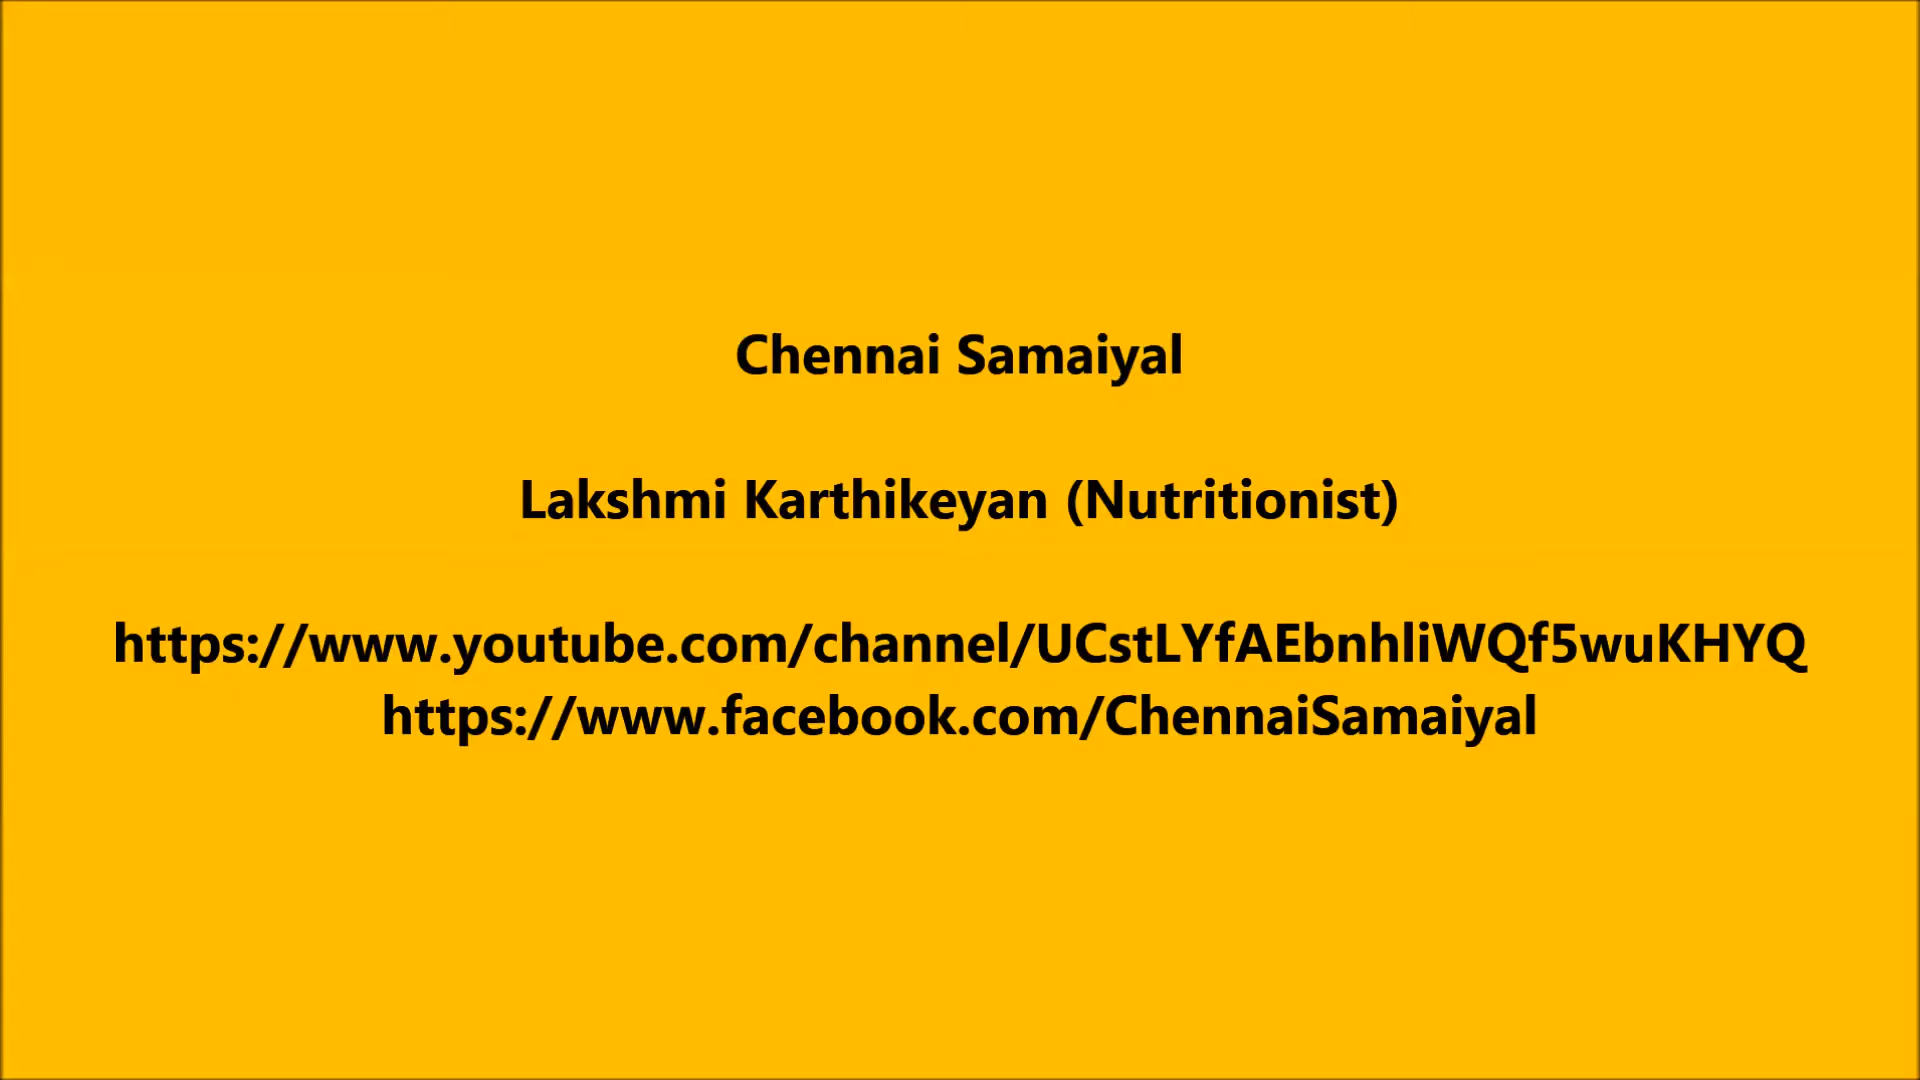 Chennai Samaiyal
Lakshmi Karthikeyan (Nutritionist)
https://www.youtube.com/channel/UCstLYfAEbnhliWQf5wuKHYQ
https://www.facebook.com/ChennaiSamaiyal